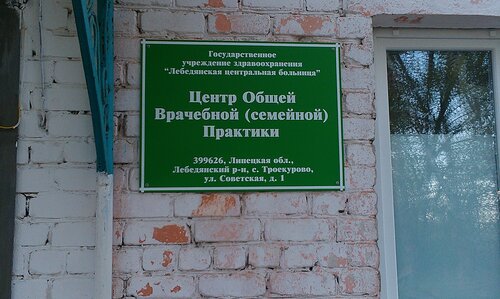 Государственное
учреждение здравоохранения
"Лебедянская центральная больница"
Центр Общей
Врачебной (семейной)
Практики
399626, Липецкая обл.,
Лебедянский р-н, с. Троекурово,
ул. Советская, д. 1